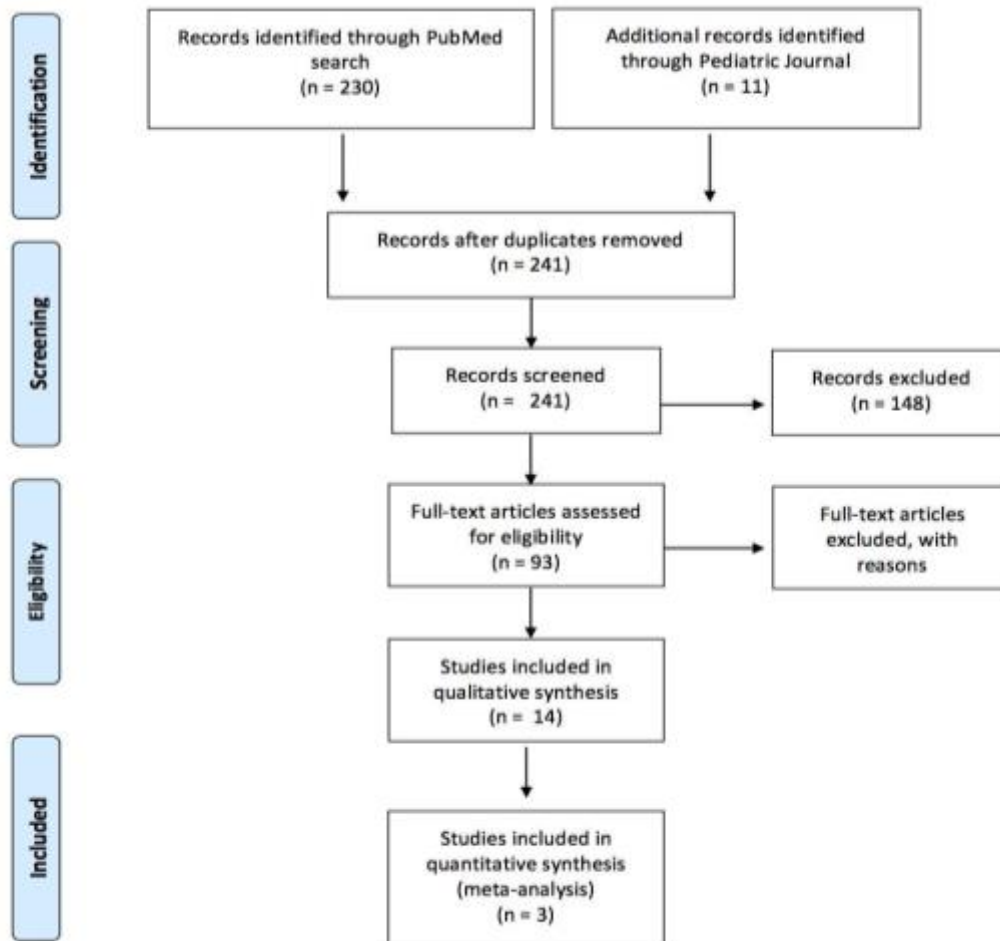 Identification
Records identified through PubMed
search
(n = 230)
Additional records identified
through Pediatric Journal
(n = 11)
Records after duplicates removed
(n = 241)
Screening
Records screened
(n = 241)
Records excluded
(n = 148)
Eligibility
Full-text articles assessed
for eligibility
(n = 93)
Full-text articles
excluded, with
reasons
Studies included in
qualitative synthesis
(n = 14)
Included
Studies included in
quantitative synthesis
(meta-analysis)
(n = 3)